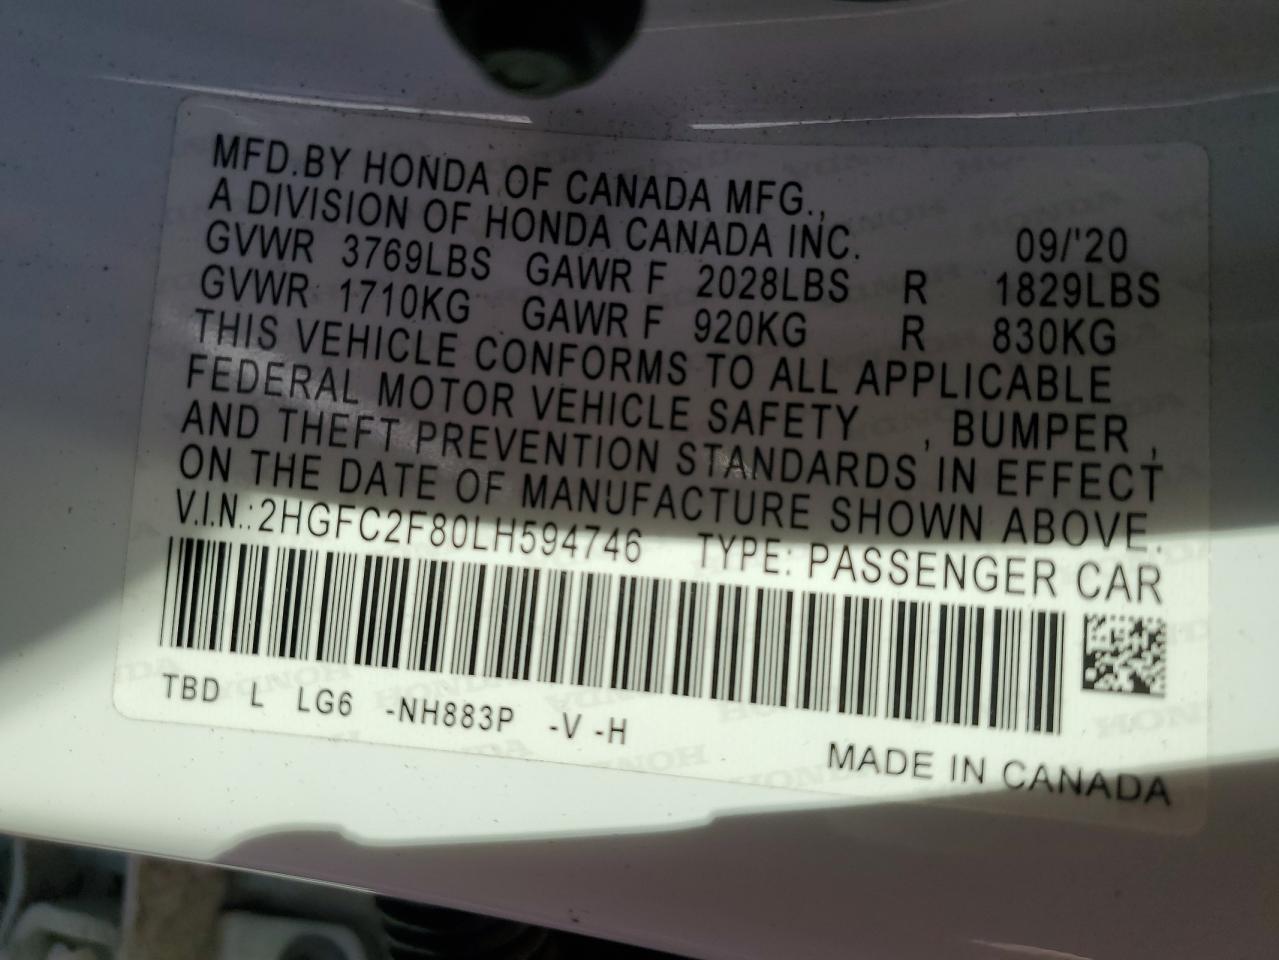 MFD.BY HONDA OF CANADA MFG.,
A DIVISION OF HONDA CANADA INC. 09/'20
GVWR 3769LBS GAWR F 2028LBS R 1829LBS
GVWR 1710KG GAWR F 920KG R 830KG
THIS VEHICLE CONFORMS TO ALL APPLICABLE
FEDERAL MOTOR VEHICLE SAFETY , BUMPER ,
AND THEFT PREVENTION STANDARDS IN EFFECT
ON THE DATE OF MANUFACTURE SHOWN ABOVE.
V.I.N.: 2HGFC2F80LH594746 TYPE: PASSENGER CAR
TBD L LG6 -NH883P -V -H
MADE IN CANADA